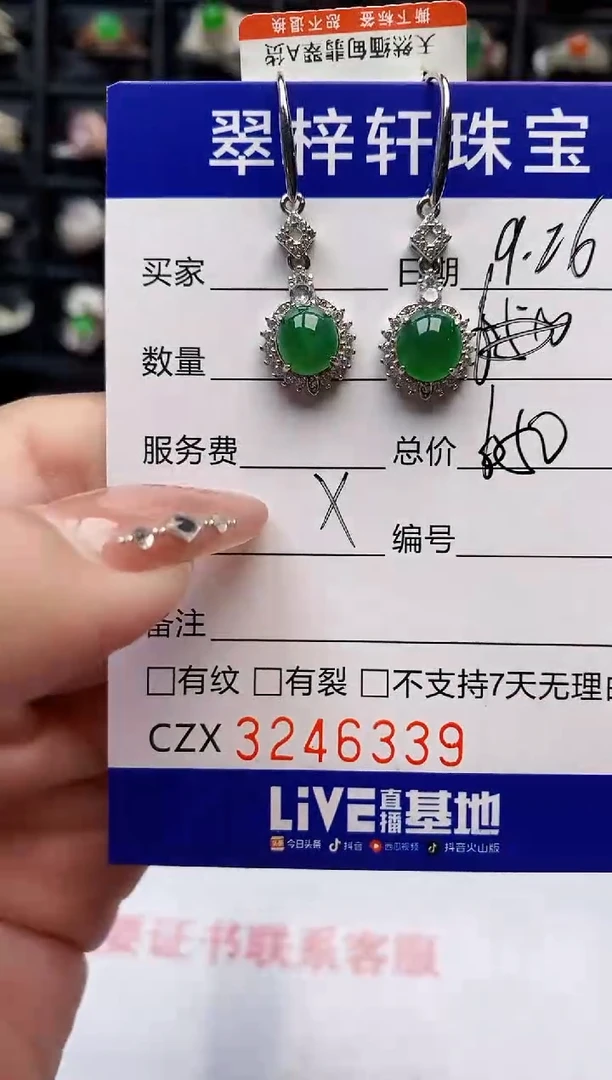 撕下标签 恕不退换
天然缅甸翡翠A货
翠梓轩珠宝
买家 日期 9.26
数量
服务费 总价
X 编号
备注
□有纹 □有裂 □不支持7天无理由
CZX 3246339
LiVE直播基地
今日头条 抖音 西瓜视频 抖音火山版
要证书联系客服